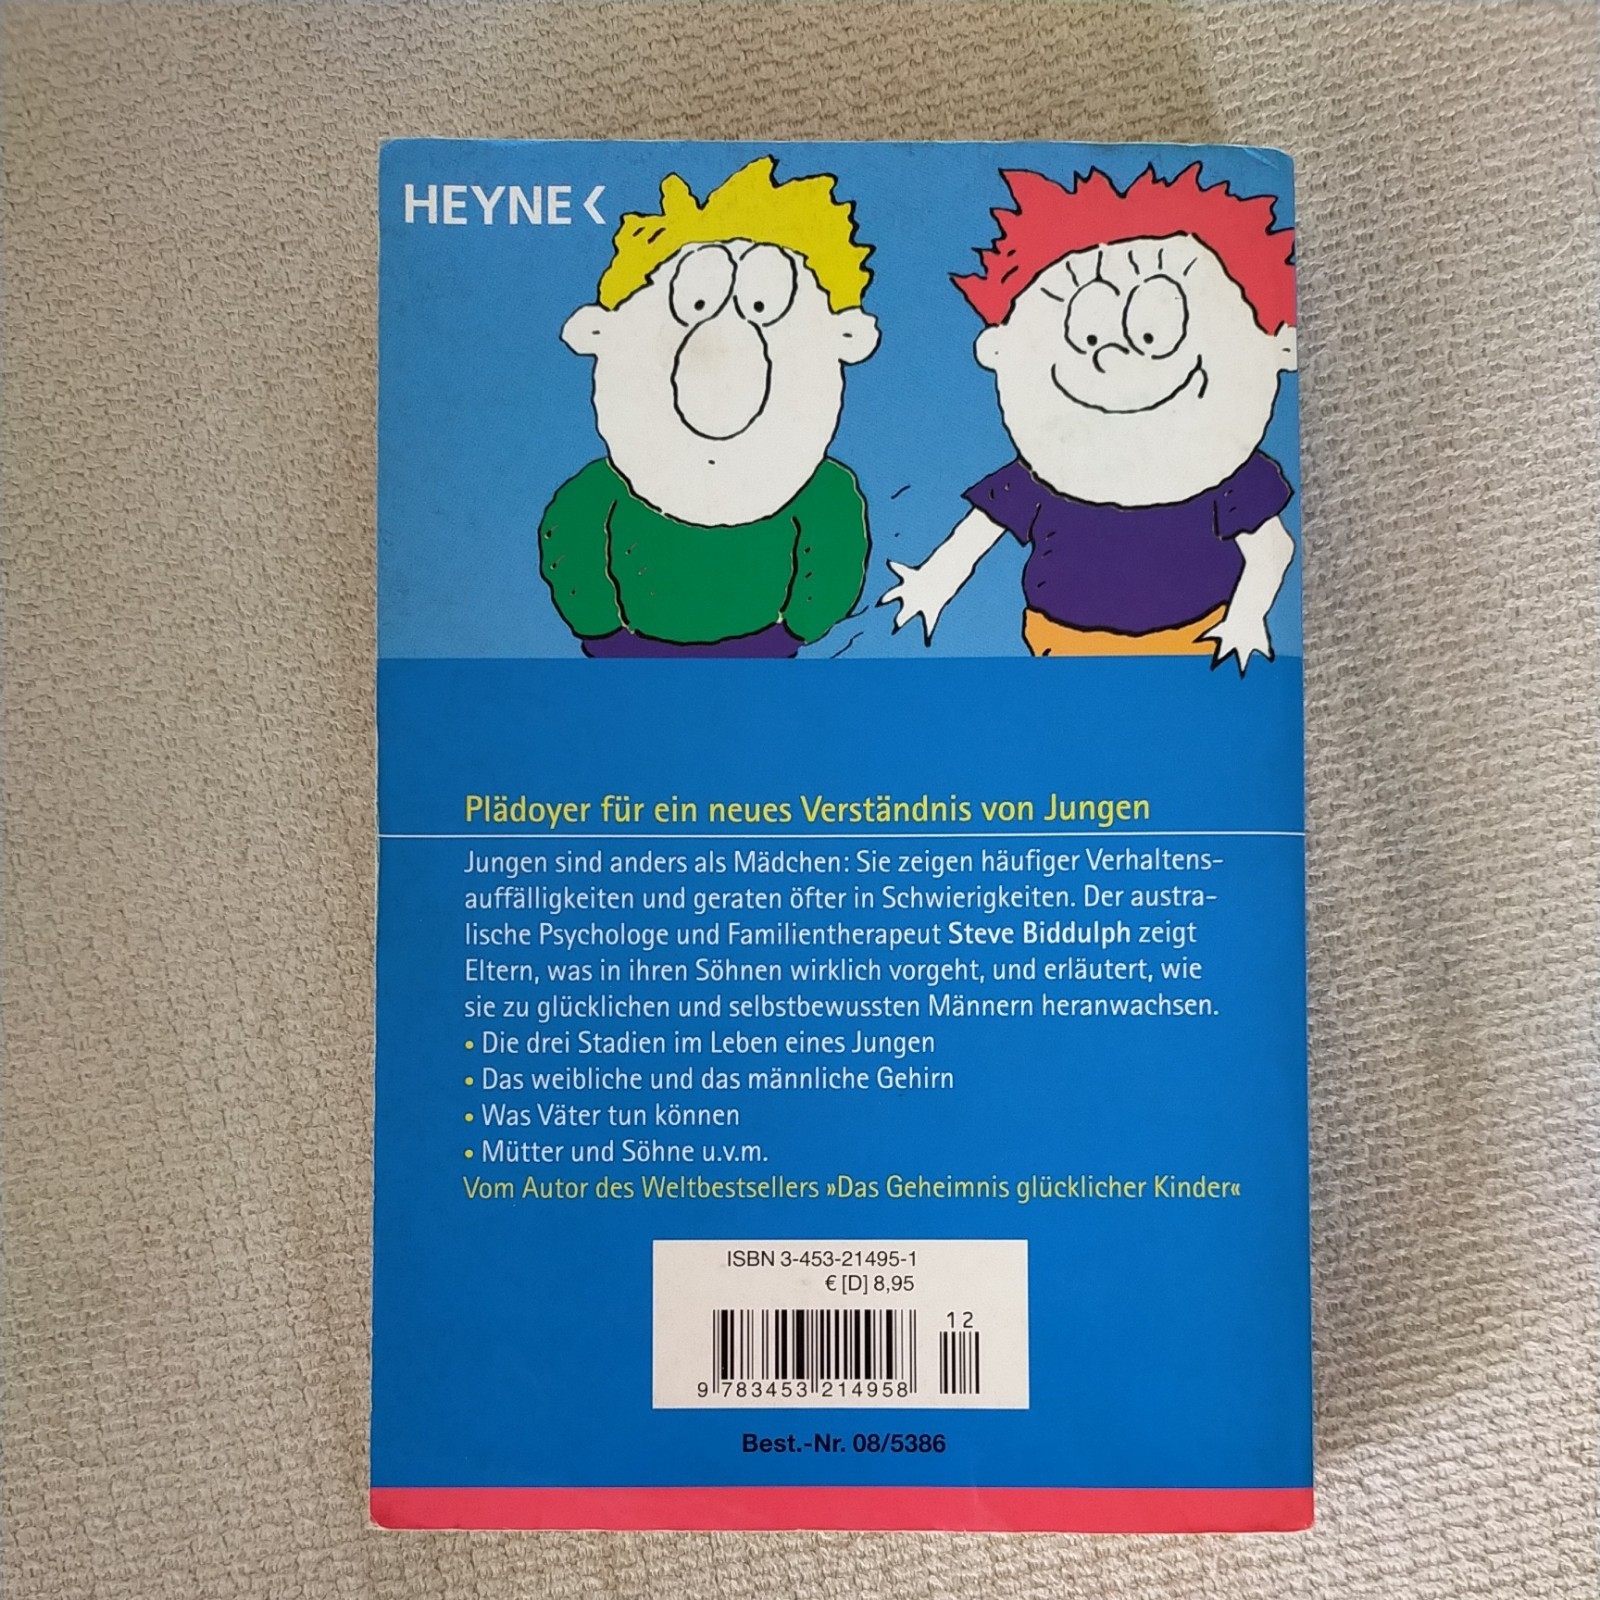 HEYNE<
Plädoyer für ein neues Verständnis von Jungen
Jungen sind anders als Mädchen: Sie zeigen häufiger Verhaltens-
auffälligkeiten und geraten öfter in Schwierigkeiten. Der austra-
lische Psychologe und Familientherapeut Steve Biddulph zeigt
Eltern, was in ihren Söhnen wirklich vorgeht, und erläutert, wie
sie zu glücklichen und selbstbewussten Männern heranwachsen.
• Die drei Stadien im Leben eines Jungen
• Das weibliche und das männliche Gehirn
• Was Väter tun können
• Mütter und Söhne u.v.m.
Vom Autor des Weltbestsellers »Das Geheimnis glücklicher Kinder«
ISBN 3-453-21495-1
€ [D] 8,95
12
9 783453 214958
Best.-Nr. 08/5386